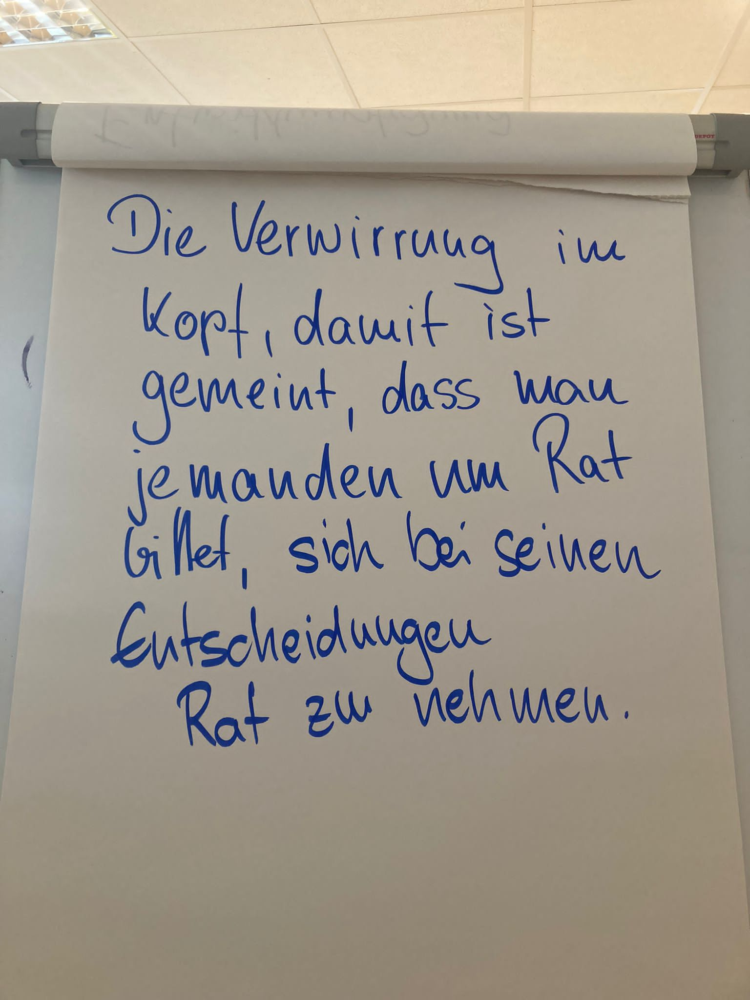 DEPOT
Die Verwirrung im
Kopf, damit ist
gemeint, dass man
jemanden um Rat
bittet, sich bei seinen
Entscheidungen
Rat zu nehmen.